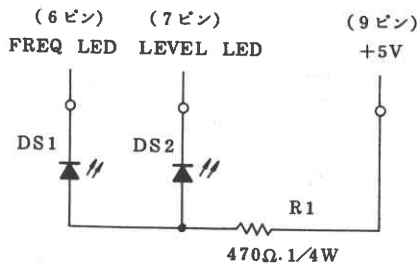 (6ピン) (7ピン) (9ピン)
FREQ LED LEVEL LED +5V
DS1 DS2
R1
470Ω.1/4W